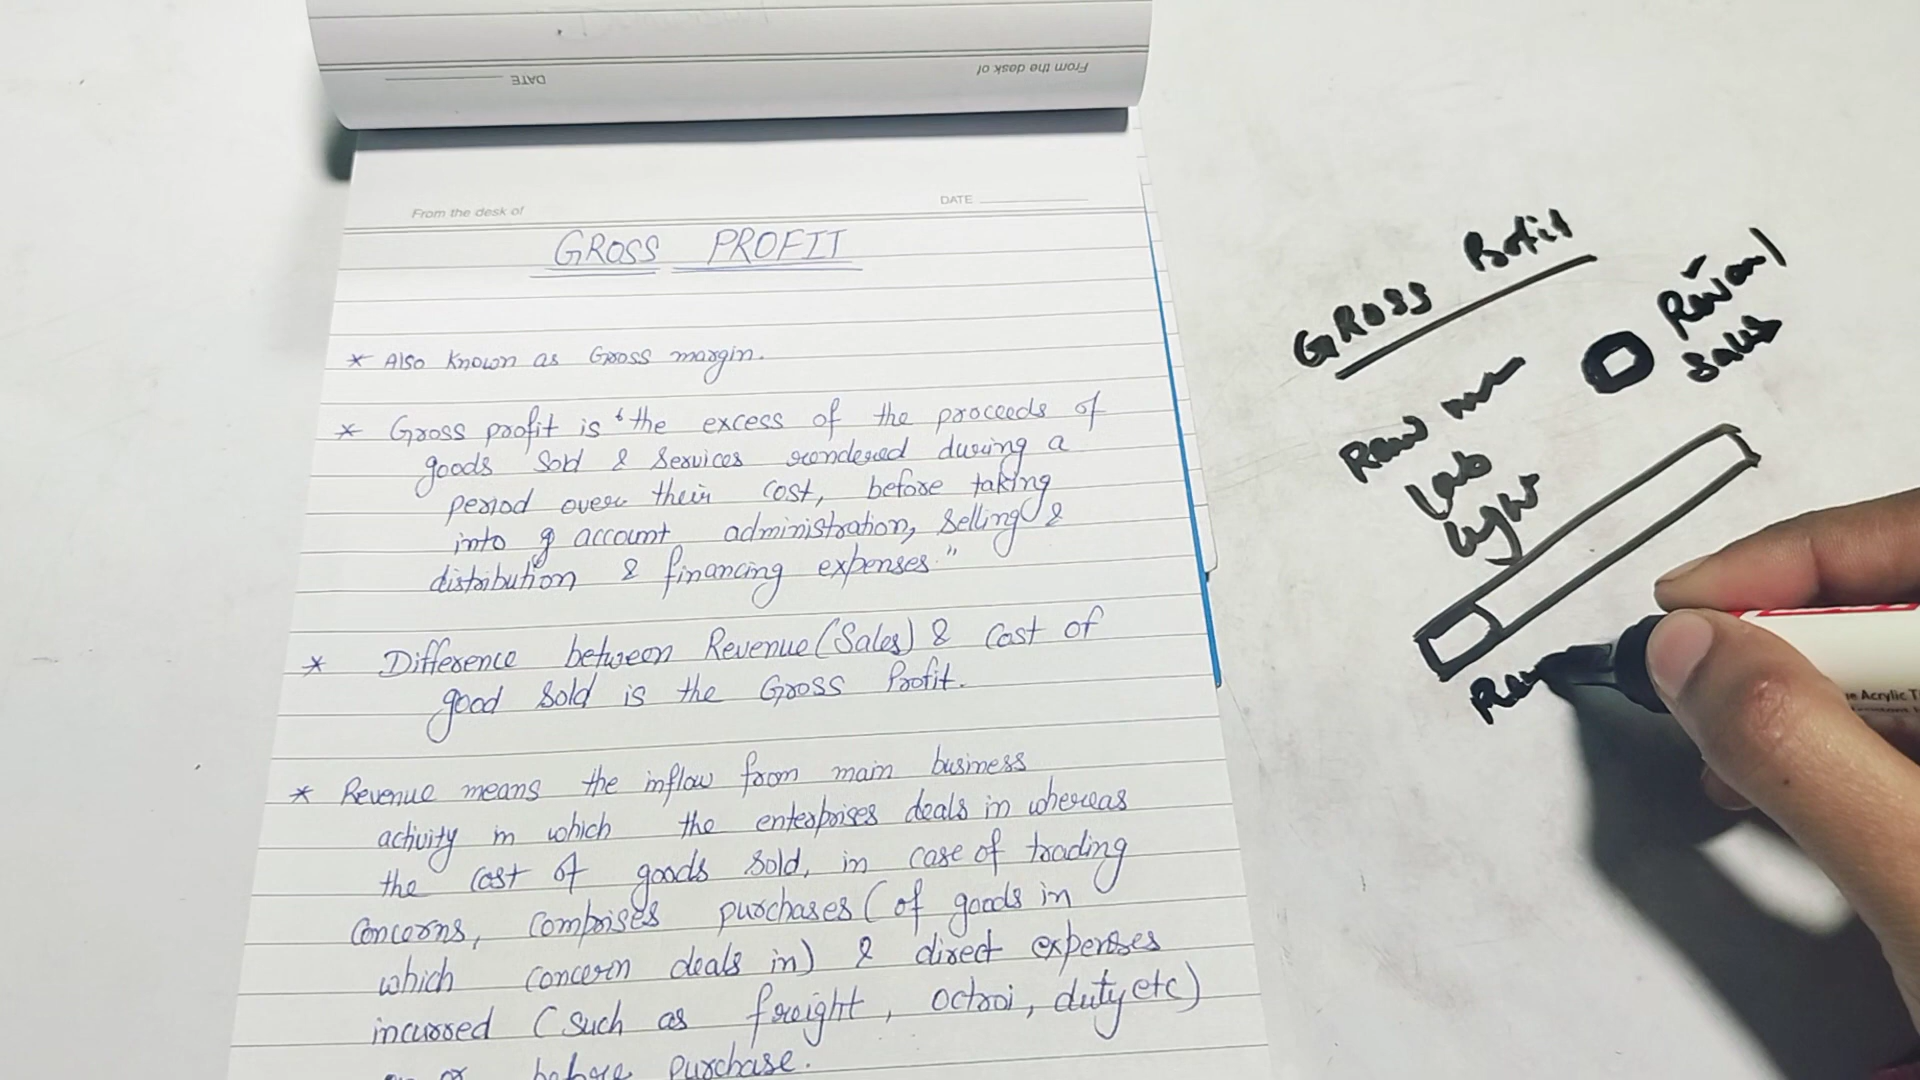 DATE
From the desk of
From the desk of
DATE
GROSS PROFIT
* Also Known as Gross margin.
* Gross profit is "the excess of the proceeds of
goods Sold & Services rendered during a
period over their cost, before taking
into account administration, selling &
distribution & financing expenses."
* Difference between Revenue (Sales) & Cost of
good Sold is the Gross Profit.
* Revenue means the inflow from main business
activity in which the enterprises deals in whereas
the cost of goods sold, in case of trading
Concerns, comprises purchases (of goods in
which concern deals in) & direct expenses
incurred (such as freight, octroi, duty etc)
on or before purchase.
GROSS Profit
Sales
Raw
Lab
Light